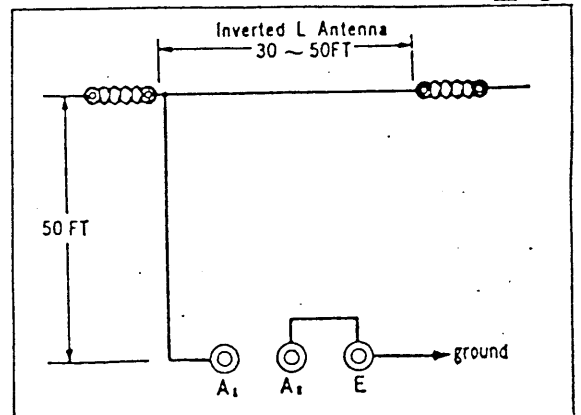 Inverted L Antenna
30 ~ 50FT
50 FT
ground
A₁ A₂ E